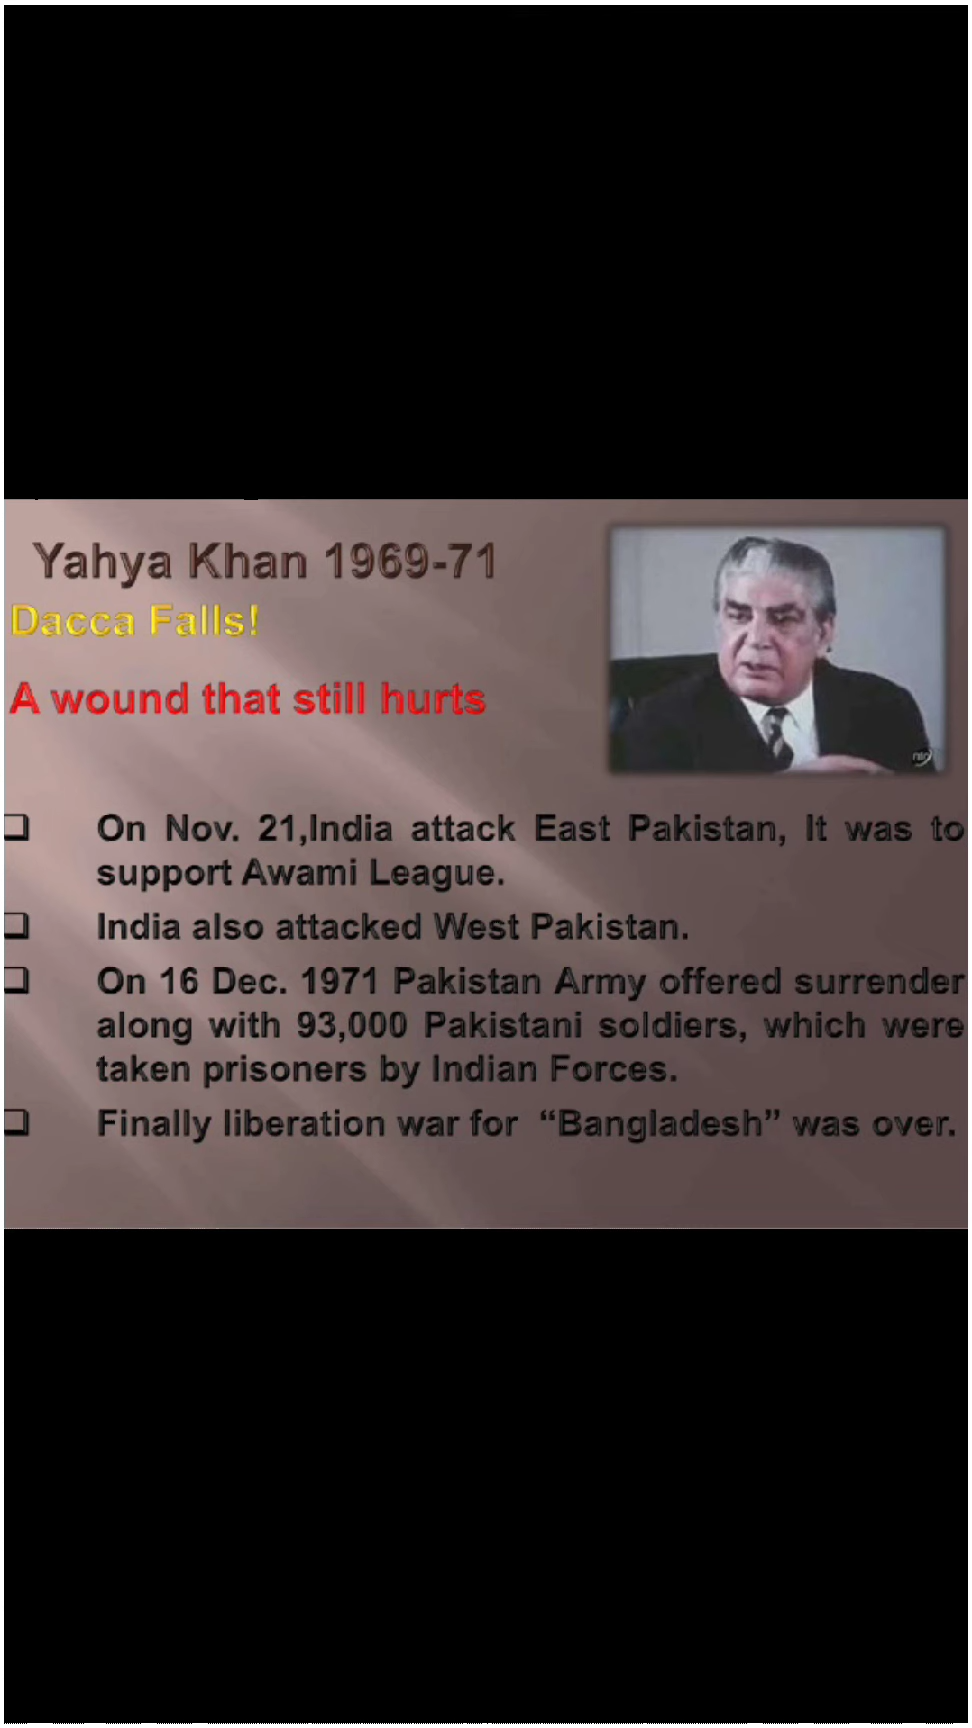 Yahya Khan 1969-71
Dacca Falls!
A wound that still hurts
On Nov. 21,India attack East Pakistan, It was to
support Awami League.
India also attacked West Pakistan.
On 16 Dec. 1971 Pakistan Army offered surrender
along with 93,000 Pakistani soldiers, which were
taken prisoners by Indian Forces.
Finally liberation war for “Bangladesh” was over.